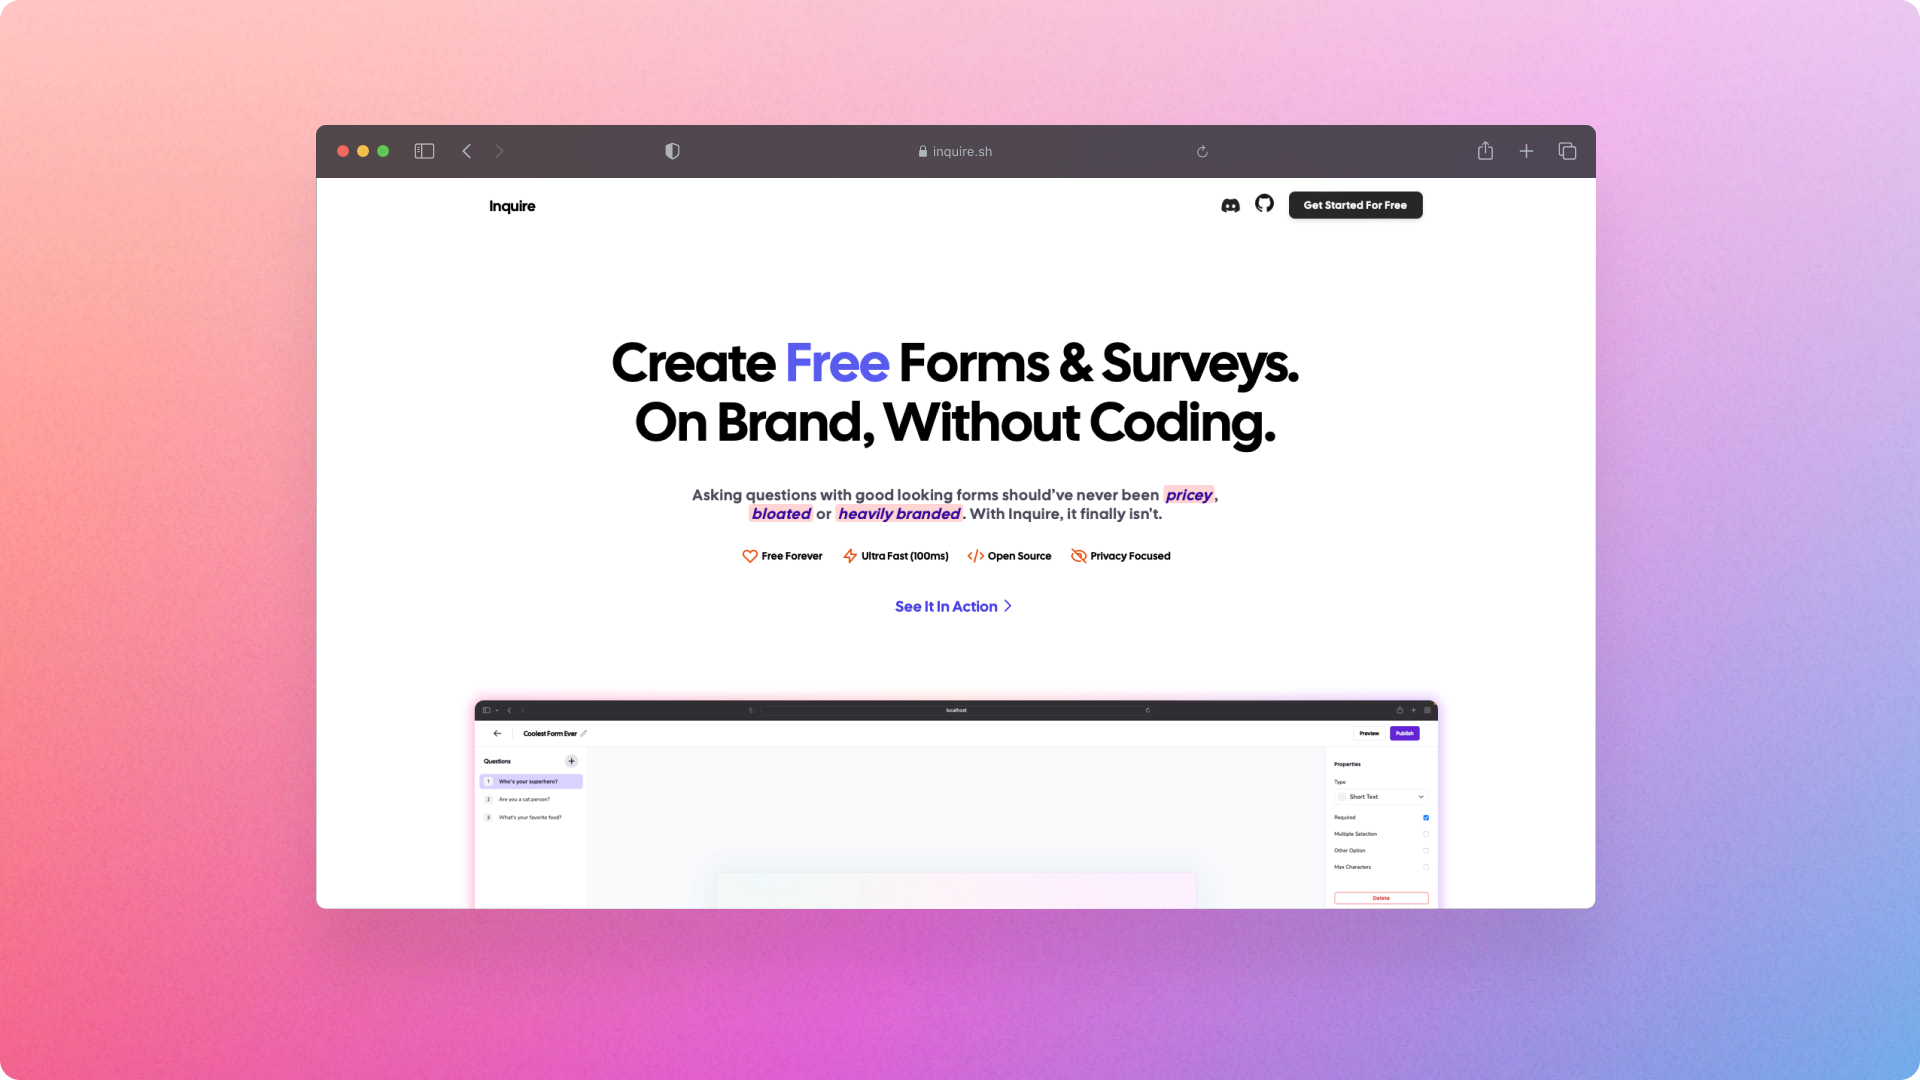 inquire.sh
Inquire
Get Started For Free
Create Free Forms & Surveys.
On Brand, Without Coding.
Asking questions with good looking forms should've never been pricey,
bloated or heavily branded. With Inquire, it finally isn't.
Free Forever
Ultra Fast (100ms)
</> Open Source
Privacy Focused
See It In Action
localhost
Coolest Form Ever
Preview
Publish
Questions
1 Who's your superhero?
2 Are you a cat person?
3 What's your favorite food?
Properties
Type
Short Text
Required
Multiple Selection
Other Option
Max Characters
Delete